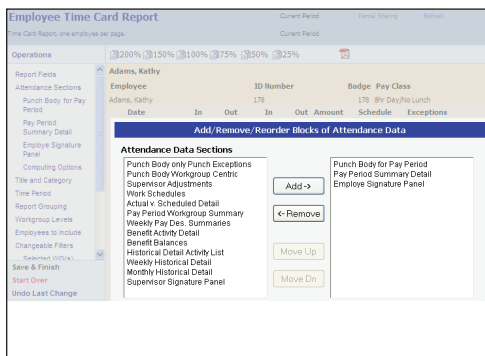 Employee Time Card Report
Current Period
Partial Sharing
Refresh
Time Card Report, one employee per page.
Current Period
Operations
200% 150% 100% 75% 50% 25%
Report Fields
Attendance Sections
Punch Body for Pay Period
Pay Period Summary Detail
Employe Signature Panel
Computing Options
Title and Category
Time Period
Report Grouping
Workgroup Levels
Employees to Include
Changeable Filters
Selected WG(s)
Save & Finish
Start Over
Undo Last Change
Adams, Kathy
Employee ID Number Badge Pay Class
Adams, Kathy 178 178 8hr Day/No Lunch
Date In Out In Out Amount Schedule Exceptions
Add/Remove/Reorder Blocks of Attendance Data
Attendance Data Sections
Punch Body only Punch Exceptions
Punch Body Workgroup Centric
Supervisor Adjustments
Work Schedules
Actual v. Scheduled Detail
Pay Period Workgroup Summary
Weekly Pay Des. Summaries
Benefit Activity Detail
Benefit Balances
Historical Detail Activity List
Weekly Historical Detail
Monthly Historical Detail
Supervisor Signature Panel
Add ->
<- Remove
Move Up
Move Dn
Punch Body for Pay Period
Pay Period Summary Detail
Employe Signature Panel